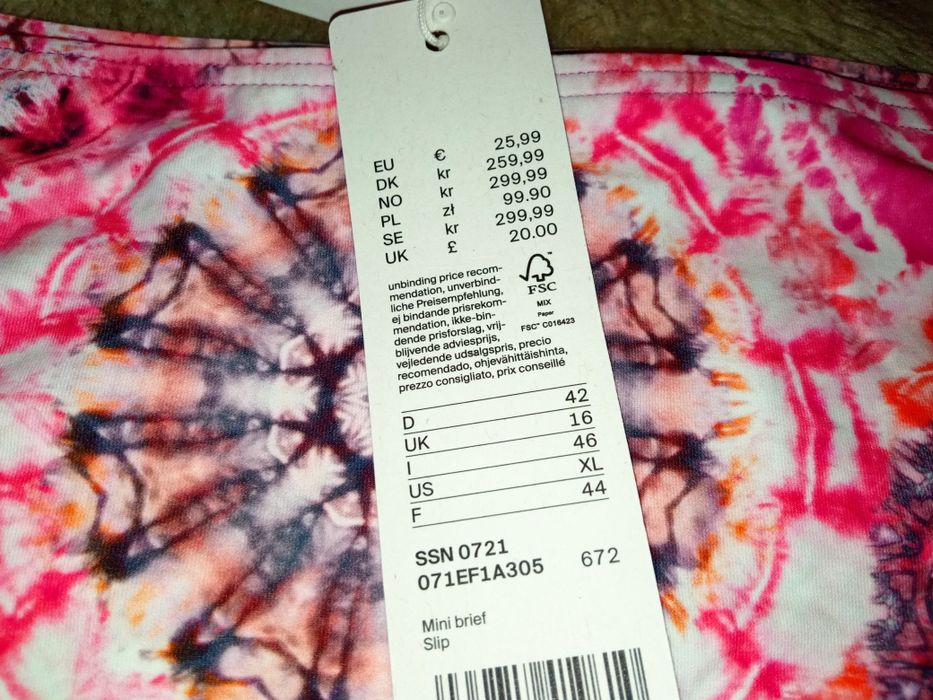 EU € 25,99
DK kr 259,99
NO kr 299,99
PL zł 99.90
SE kr 299,99
UK £ 20.00
unbinding price recom-
mendation, unverbind-
liche Preisempfehlung,
ej bindande prisrekom-
mendation, ikke-bin-
dende prisforslag, vrij-
blijvende adviesprijs,
vejledende udsalgspris, precio
recomendado, ohjevähittäishinta,
prezzo consigliato, prix conseillé
FSC
MIX
Paper
FSC™ C016423
D 42
UK 16
I 46
US XL
F 44
SSN 0721
071EF1A305 672
Mini brief
Slip